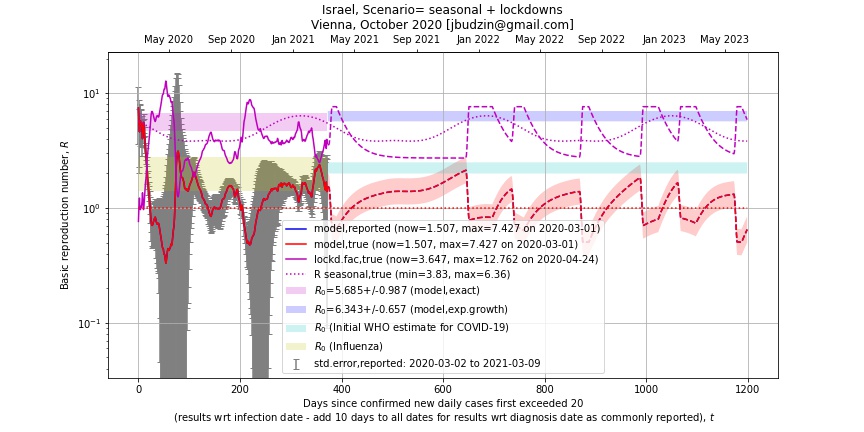 Israel, Scenario= seasonal + lockdowns
Vienna, October 2020 [jbudzin@gmail.com]
May 2020 Sep 2020 Jan 2021 May 2021 Sep 2021 Jan 2022 May 2022 Sep 2022 Jan 2023 May 2023
Basic reproduction number, R
10¹
10⁰
10⁻¹
model,reported (now=1.507, max=7.427 on 2020-03-01)
model,true (now=1.507, max=7.427 on 2020-03-01)
lockd.fac,true (now=3.647, max=12.762 on 2020-04-24)
R seasonal,true (min=3.83, max=6.36)
R₀=5.685+/-0.987 (model,exact)
R₀=6.343+/-0.657 (model,exp.growth)
R₀ (Initial WHO estimate for COVID-19)
R₀ (Influenza)
std.error,reported: 2020-03-02 to 2021-03-09
0 200 400 600 800 1000 1200
Days since confirmed new daily cases first exceeded 20
(results wrt infection date - add 10 days to all dates for results wrt diagnosis date as commonly reported), t